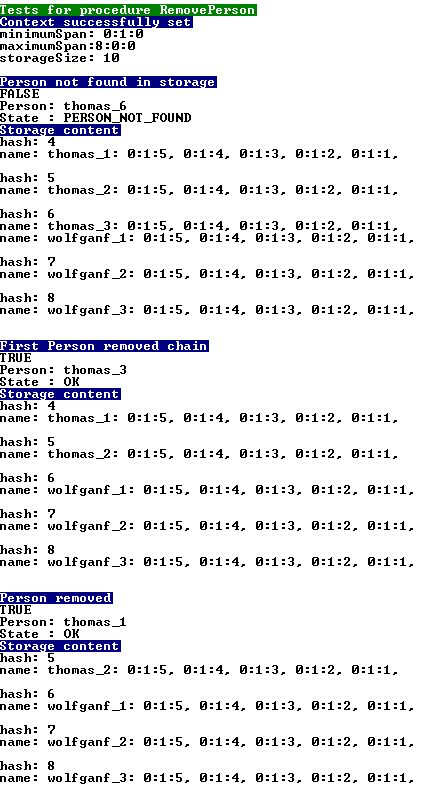 Tests for procedure RemovePerson
Context successfully set
minimumSpan: 0:1:0
maximumSpan:8:0:0
storageSize: 10
Person not found in storage
FALSE
Person: thomas_6
State : PERSON_NOT_FOUND
Storage content
hash: 4
name: thomas_1: 0:1:5, 0:1:4, 0:1:3, 0:1:2, 0:1:1,
hash: 5
name: thomas_2: 0:1:5, 0:1:4, 0:1:3, 0:1:2, 0:1:1,
hash: 6
name: thomas_3: 0:1:5, 0:1:4, 0:1:3, 0:1:2, 0:1:1,
name: wolfganf_1: 0:1:5, 0:1:4, 0:1:3, 0:1:2, 0:1:1,
hash: 7
name: wolfganf_2: 0:1:5, 0:1:4, 0:1:3, 0:1:2, 0:1:1,
hash: 8
name: wolfganf_3: 0:1:5, 0:1:4, 0:1:3, 0:1:2, 0:1:1,
First Person removed chain
TRUE
Person: thomas_3
State : OK
Storage content
hash: 4
name: thomas_1: 0:1:5, 0:1:4, 0:1:3, 0:1:2, 0:1:1,
hash: 5
name: thomas_2: 0:1:5, 0:1:4, 0:1:3, 0:1:2, 0:1:1,
hash: 6
name: wolfganf_1: 0:1:5, 0:1:4, 0:1:3, 0:1:2, 0:1:1,
hash: 7
name: wolfganf_2: 0:1:5, 0:1:4, 0:1:3, 0:1:2, 0:1:1,
hash: 8
name: wolfganf_3: 0:1:5, 0:1:4, 0:1:3, 0:1:2, 0:1:1,
Person removed
TRUE
Person: thomas_1
State : OK
Storage content
hash: 5
name: thomas_2: 0:1:5, 0:1:4, 0:1:3, 0:1:2, 0:1:1,
hash: 6
name: wolfganf_1: 0:1:5, 0:1:4, 0:1:3, 0:1:2, 0:1:1,
hash: 7
name: wolfganf_2: 0:1:5, 0:1:4, 0:1:3, 0:1:2, 0:1:1,
hash: 8
name: wolfganf_3: 0:1:5, 0:1:4, 0:1:3, 0:1:2, 0:1:1,